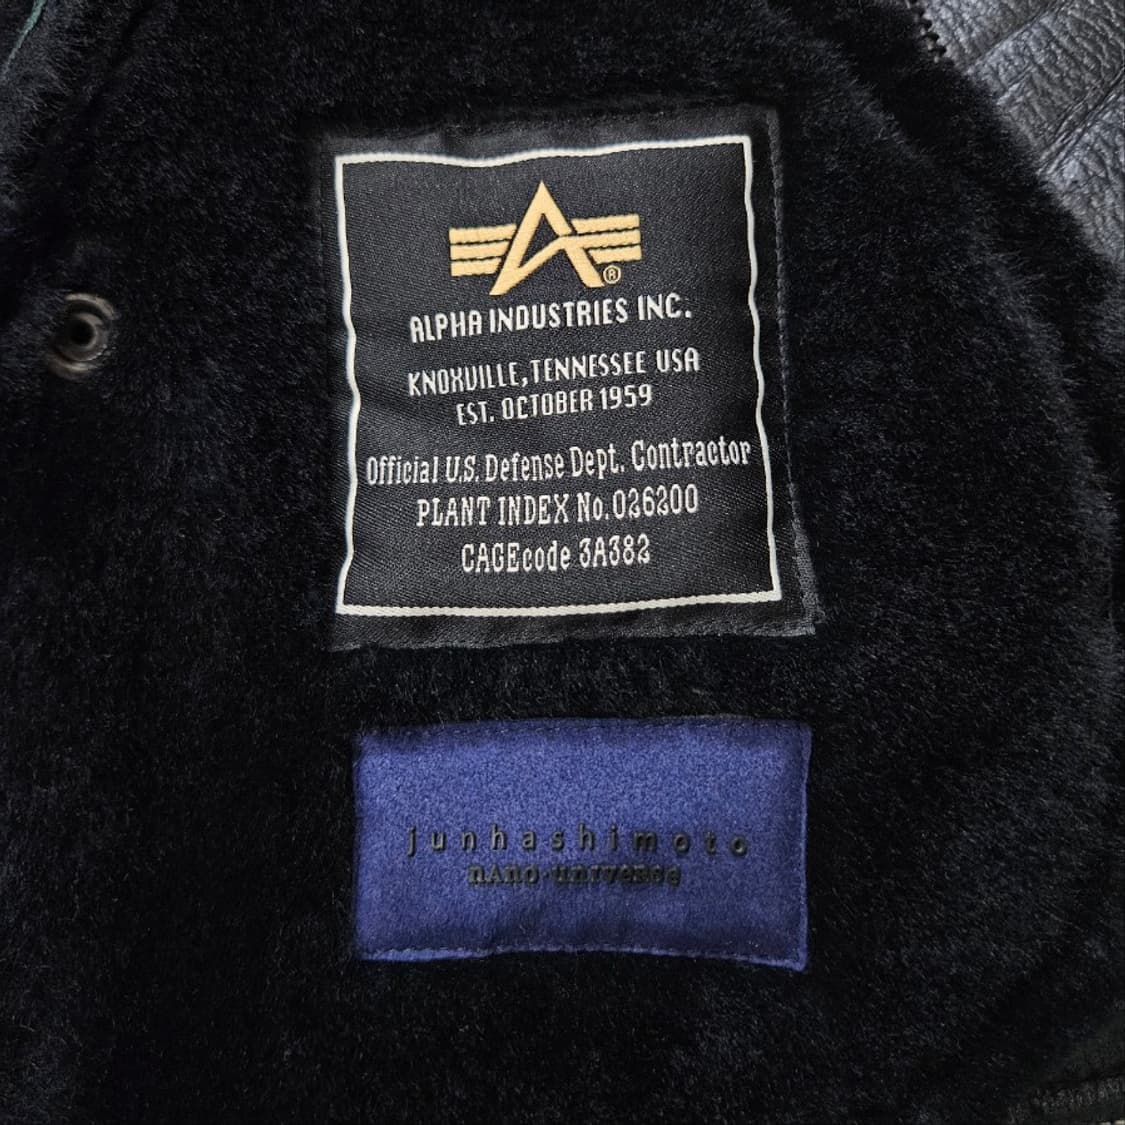 ALPHA INDUSTRIES INC.
KNOXVILLE, TENNESSEE USA
EST. OCTOBER 1959
Official U.S. Defense Dept. Contractor
PLANT INDEX No. 026200
CAGEcode 3A382
junhashimoto
nano·universe